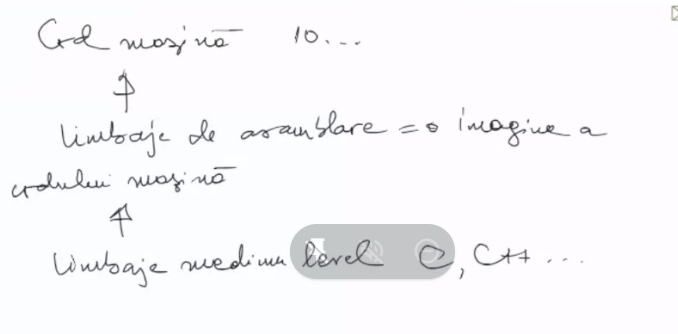 Cod mașină 10...
limbaje de asamblare = o imagine a
codului mașină
limbaje medium level C, C++ ...